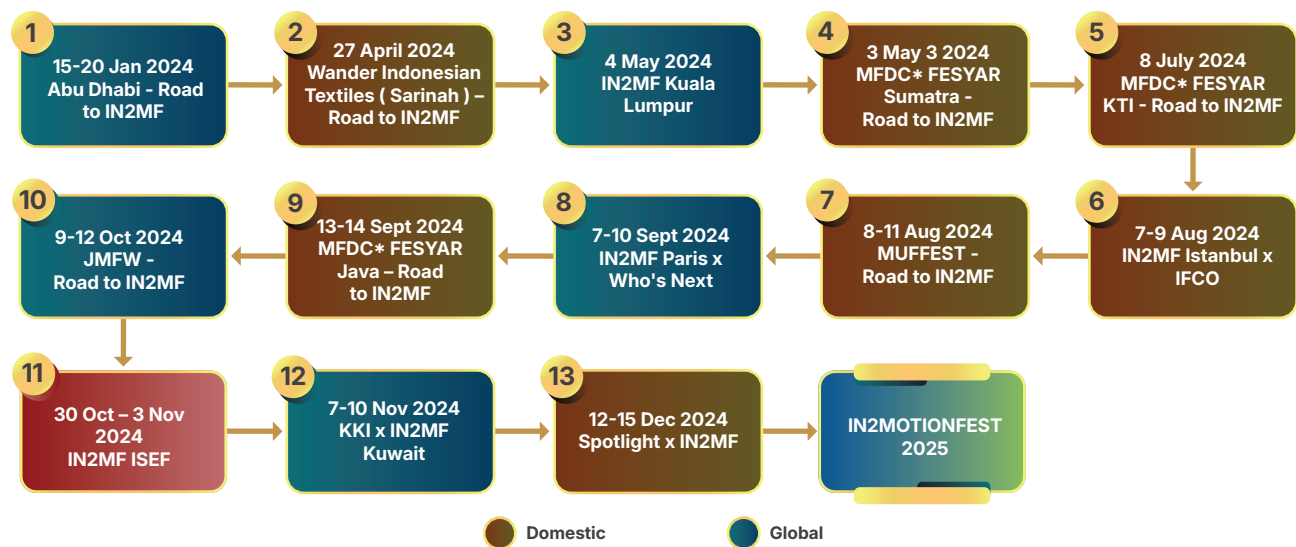 1
15-20 Jan 2024
Abu Dhabi - Road
to IN2MF
2
27 April 2024
Wander Indonesian
Textiles ( Sarinah ) –
Road to IN2MF
3
4 May 2024
IN2MF Kuala
Lumpur
4
3 May 3 2024
MFDC* FESYAR
Sumatra -
Road to IN2MF
5
8 July 2024
MFDC* FESYAR
KTI - Road to IN2MF
6
7-9 Aug 2024
IN2MF Istanbul x
IFCO
7
8-11 Aug 2024
MUFFEST -
Road to IN2MF
8
7-10 Sept 2024
IN2MF Paris x
Who's Next
9
13-14 Sept 2024
MFDC* FESYAR
Java – Road
to IN2MF
10
9-12 Oct 2024
JMFW -
Road to IN2MF
11
30 Oct – 3 Nov
2024
IN2MF ISEF
12
7-10 Nov 2024
KKI x IN2MF
Kuwait
13
12-15 Dec 2024
Spotlight x IN2MF
IN2MOTIONFEST
2025
Domestic
Global